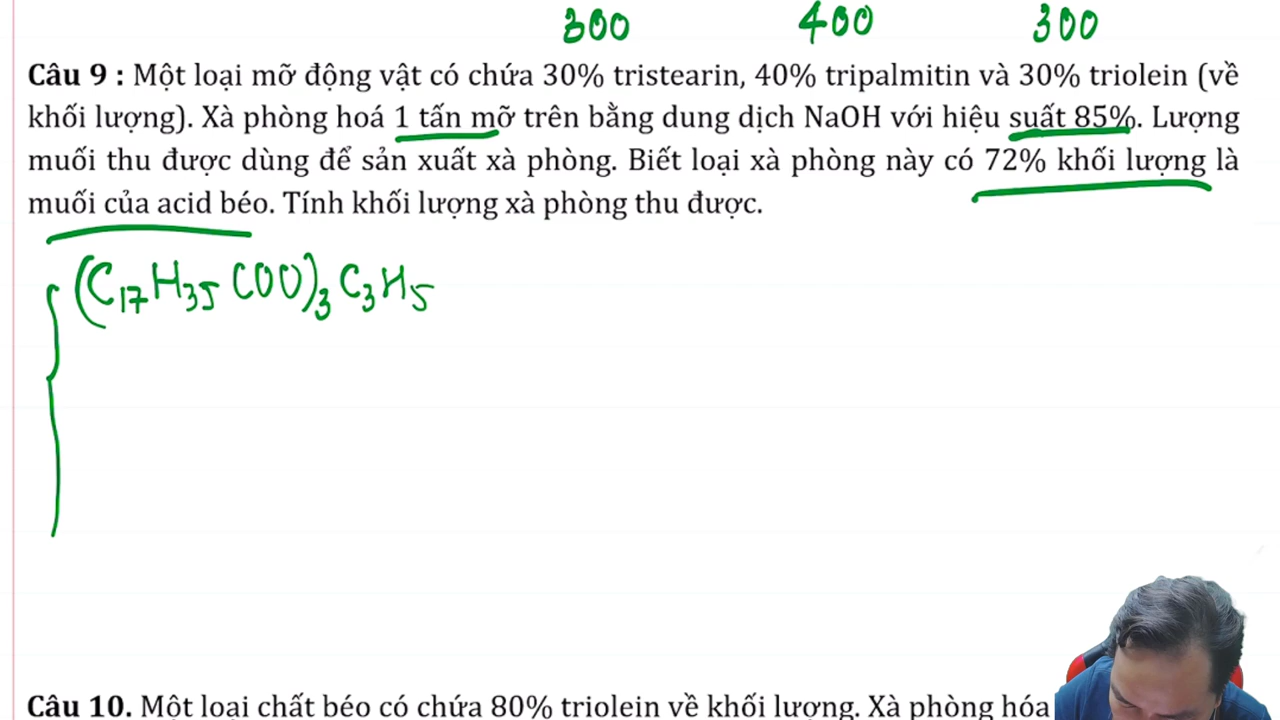 300 400 300
Câu 9 : Một loại mỡ động vật có chứa 30% tristearin, 40% tripalmitin và 30% triolein (về
khối lượng). Xà phòng hoá 1 tấn mỡ trên bằng dung dịch NaOH với hiệu suất 85%. Lượng
muối thu được dùng để sản xuất xà phòng. Biết loại xà phòng này có 72% khối lượng là
muối của acid béo. Tính khối lượng xà phòng thu được.
(C₁₇H₃₅COO)₃C₃H₅
Câu 10. Một loại chất béo có chứa 80% triolein về khối lượng. Xà phòng hóa